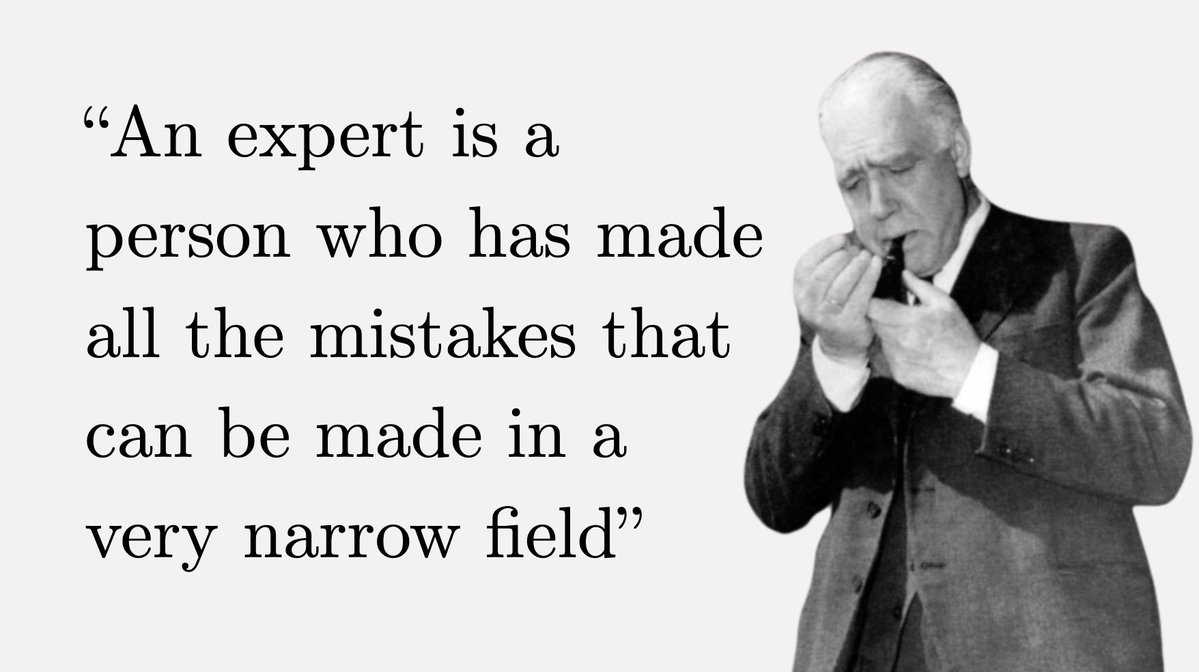 “An expert is a
person who has made
all the mistakes that
can be made in a
very narrow field”